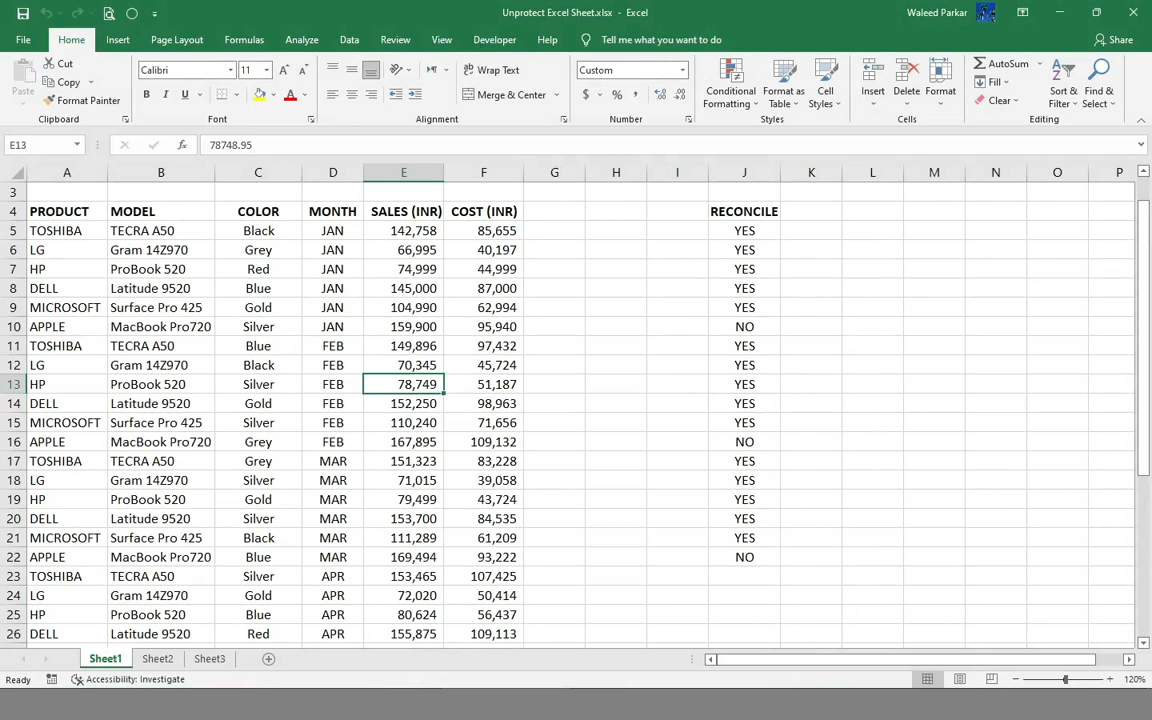 Unprotect Excel Sheet.xlsx - Excel
Waleed Parkar
File Home Insert Page Layout Formulas Analyze Data Review View Developer Help Tell me what you want to do Share
Paste
Cut
Copy
Format Painter
Clipboard
Calibri 11
B I U A
Font
Wrap Text
Merge & Center
Alignment
Custom
$ % ,
Number
Conditional Formatting
Format as Table
Cell Styles
Styles
Insert
Delete
Format
Cells
AutoSum
Fill
Clear
Sort & Filter
Find & Select
Editing
E13 fx 78748.95
A B C D E F G H I J K L M N O P
3
4 PRODUCT MODEL COLOR MONTH SALES (INR) COST (INR) RECONCILE
5 TOSHIBA TECRA A50 Black JAN 142,758 85,655 YES
6 LG Gram 14Z970 Grey JAN 66,995 40,197 YES
7 HP ProBook 520 Red JAN 74,999 44,999 YES
8 DELL Latitude 9520 Blue JAN 145,000 87,000 YES
9 MICROSOFT Surface Pro 425 Gold JAN 104,990 62,994 YES
10 APPLE MacBook Pro720 Silver JAN 159,900 95,940 NO
11 TOSHIBA TECRA A50 Blue FEB 149,896 97,432 YES
12 LG Gram 14Z970 Black FEB 70,345 45,724 YES
13 HP ProBook 520 Silver FEB 78,749 51,187 YES
14 DELL Latitude 9520 Gold FEB 152,250 98,963 YES
15 MICROSOFT Surface Pro 425 Silver FEB 110,240 71,656 YES
16 APPLE MacBook Pro720 Grey FEB 167,895 109,132 NO
17 TOSHIBA TECRA A50 Grey MAR 151,323 83,228 YES
18 LG Gram 14Z970 Silver MAR 71,015 39,058 YES
19 HP ProBook 520 Gold MAR 79,499 43,724 YES
20 DELL Latitude 9520 Silver MAR 153,700 84,535 YES
21 MICROSOFT Surface Pro 425 Black MAR 111,289 61,209 YES
22 APPLE MacBook Pro720 Blue MAR 169,494 93,222 NO
23 TOSHIBA TECRA A50 Silver APR 153,465 107,425
24 LG Gram 14Z970 Gold APR 72,020 50,414
25 HP ProBook 520 Blue APR 80,624 56,437
26 DELL Latitude 9520 Red APR 155,875 109,113
Sheet1 Sheet2 Sheet3
Ready Accessibility: Investigate 120%